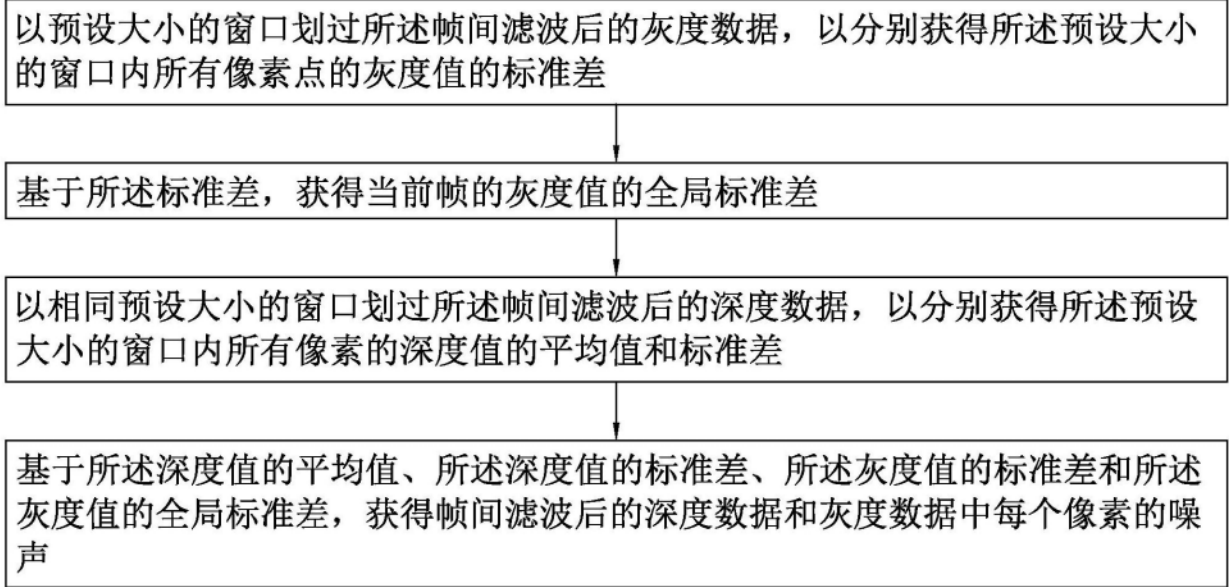 以预设大小的窗口划过所述帧间滤波后的灰度数据，以分别获得所述预设大小
的窗口内所有像素点的灰度值的标准差
基于所述标准差，获得当前帧的灰度值的全局标准差
以相同预设大小的窗口划过所述帧间滤波后的深度数据，以分别获得所述预设
大小的窗口内所有像素的深度值的平均值和标准差
基于所述深度值的平均值、所述深度值的标准差、所述灰度值的标准差和所述
灰度值的全局标准差，获得帧间滤波后的深度数据和灰度数据中每个像素的噪
声